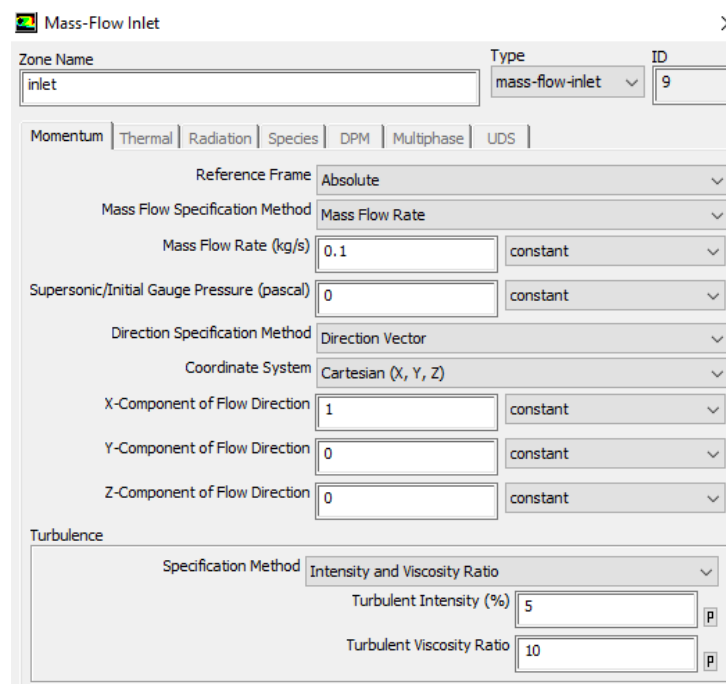 Mass-Flow Inlet
Zone Name Type ID
inlet mass-flow-inlet 9
Momentum Thermal Radiation Species DPM Multiphase UDS
Reference Frame Absolute
Mass Flow Specification Method Mass Flow Rate
Mass Flow Rate (kg/s) 0.1 constant
Supersonic/Initial Gauge Pressure (pascal) 0 constant
Direction Specification Method Direction Vector
Coordinate System Cartesian (X, Y, Z)
X-Component of Flow Direction 1 constant
Y-Component of Flow Direction 0 constant
Z-Component of Flow Direction 0 constant
Turbulence
Specification Method Intensity and Viscosity Ratio
Turbulent Intensity (%) 5 P
Turbulent Viscosity Ratio 10 P